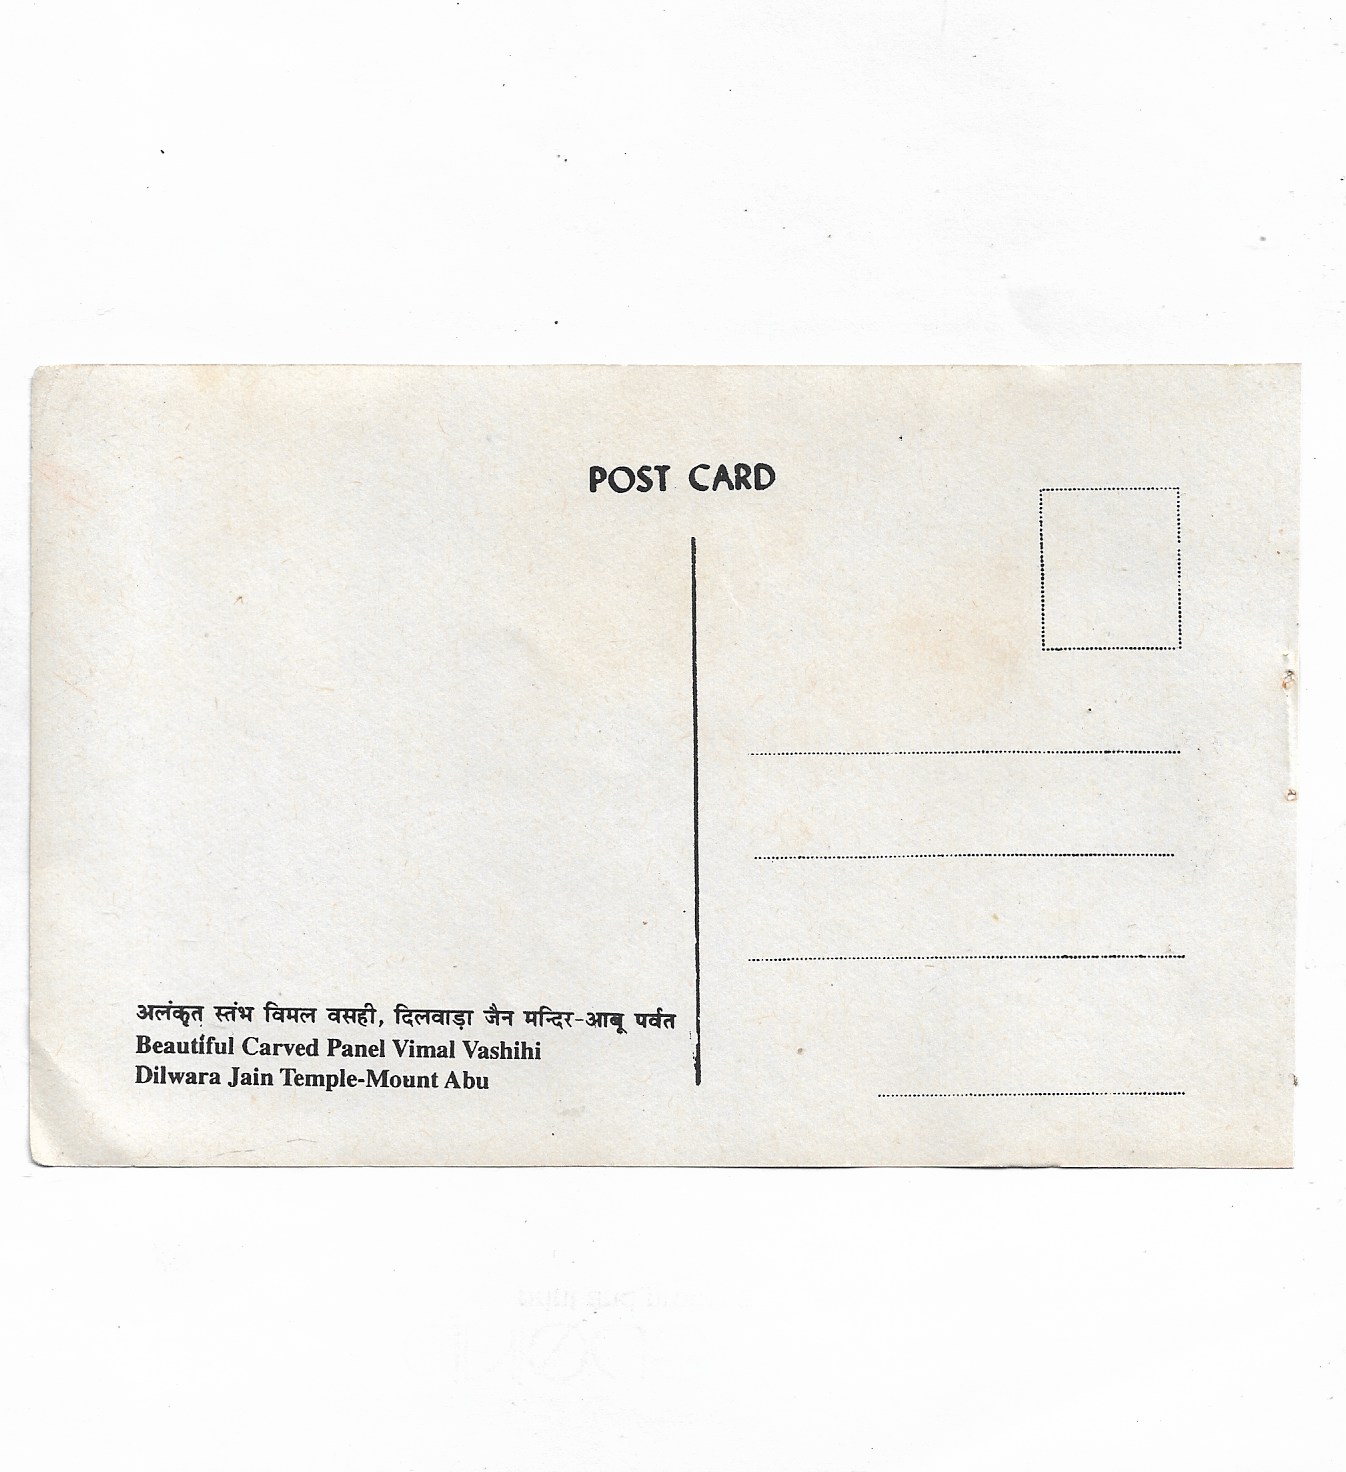 POST CARD
अलंकृत स्तंभ विमल वसही, दिलवाड़ा जैन मन्दिर-आबू पर्वत
Beautiful Carved Panel Vimal Vashihi
Dilwara Jain Temple-Mount Abu